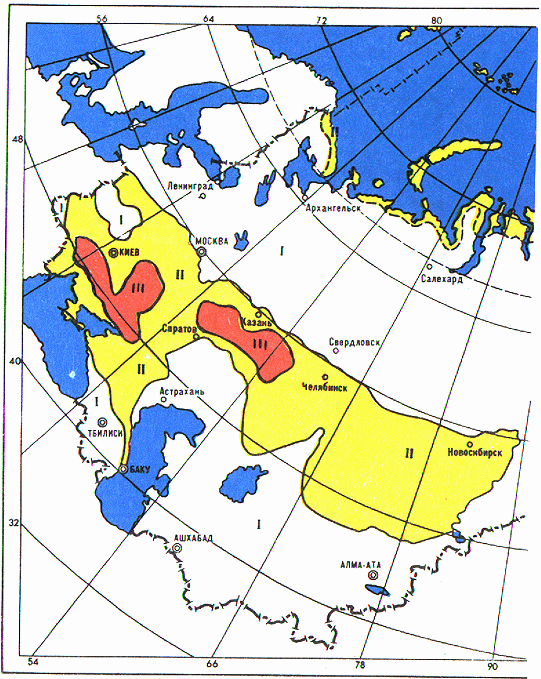 56
64
72
80
48
40
32
54
66
78
90
Ленинград
Архангельск
I
I
КИЕВ
МОСКВА
II
I
Салехард
III
Казань
Саратов
III
Свердловск
II
Челябинск
Астрахань
I
ТБИЛИСИ
II
Новосибирск
БАКУ
I
АШХАБАД
АЛМА-АТА